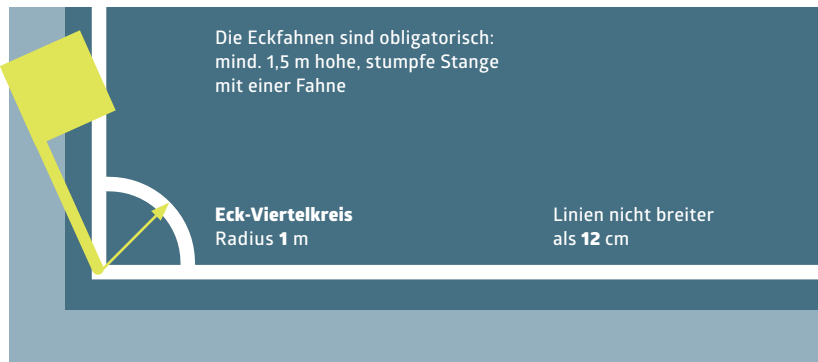 Die Eckfahnen sind obligatorisch:
mind. 1,5 m hohe, stumpfe Stange
mit einer Fahne
Eck-Viertelkreis
Radius 1 m
Linien nicht breiter
als 12 cm